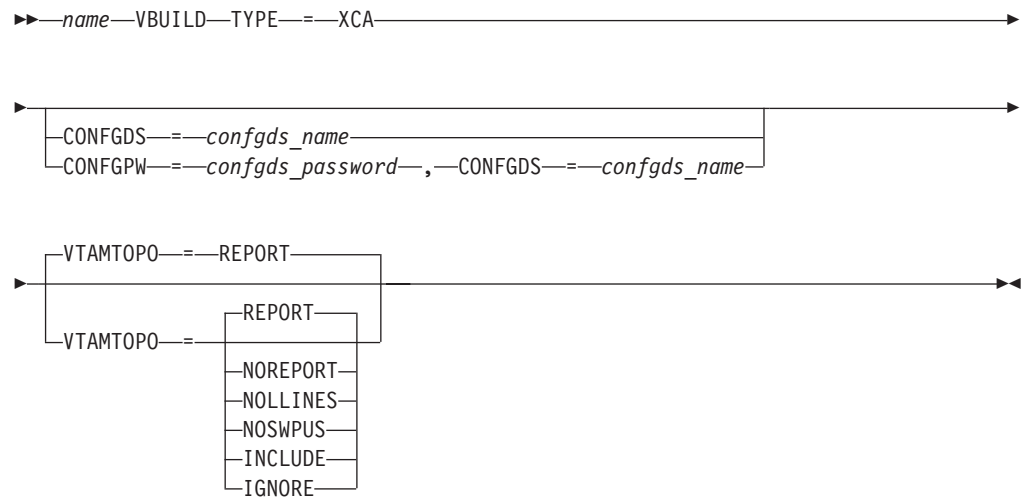 name VBUILD TYPE = XCA
CONFGDS = confgds_name
CONFGPW = confgds_password , CONFGDS = confgds_name
VTAMTOPO = REPORT
VTAMTOPO = REPORT
NOREPORT
NOLLINES
NOSWPUS
INCLUDE
IGNORE